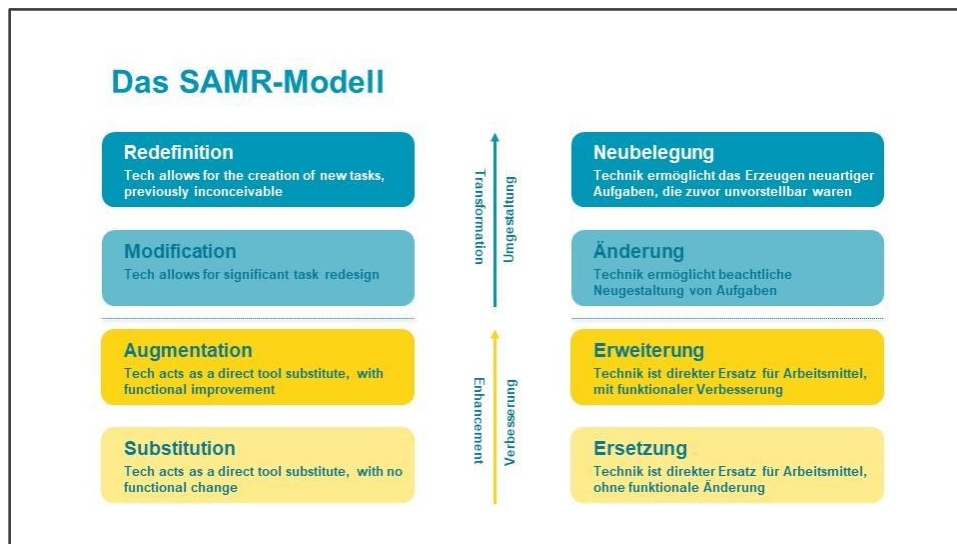 Das SAMR-Modell
Redefinition
Tech allows for the creation of new tasks,
previously inconceivable
Modification
Tech allows for significant task redesign
Augmentation
Tech acts as a direct tool substitute, with
functional improvement
Substitution
Tech acts as a direct tool substitute, with no
functional change
Transformation
Umgestaltung
Enhancement
Verbesserung
Neubelegung
Technik ermöglicht das Erzeugen neuartiger
Aufgaben, die zuvor unvorstellbar waren
Änderung
Technik ermöglicht beachtliche
Neugestaltung von Aufgaben
Erweiterung
Technik ist direkter Ersatz für Arbeitsmittel,
mit funktionaler Verbesserung
Ersetzung
Technik ist direkter Ersatz für Arbeitsmittel,
ohne funktionale Änderung